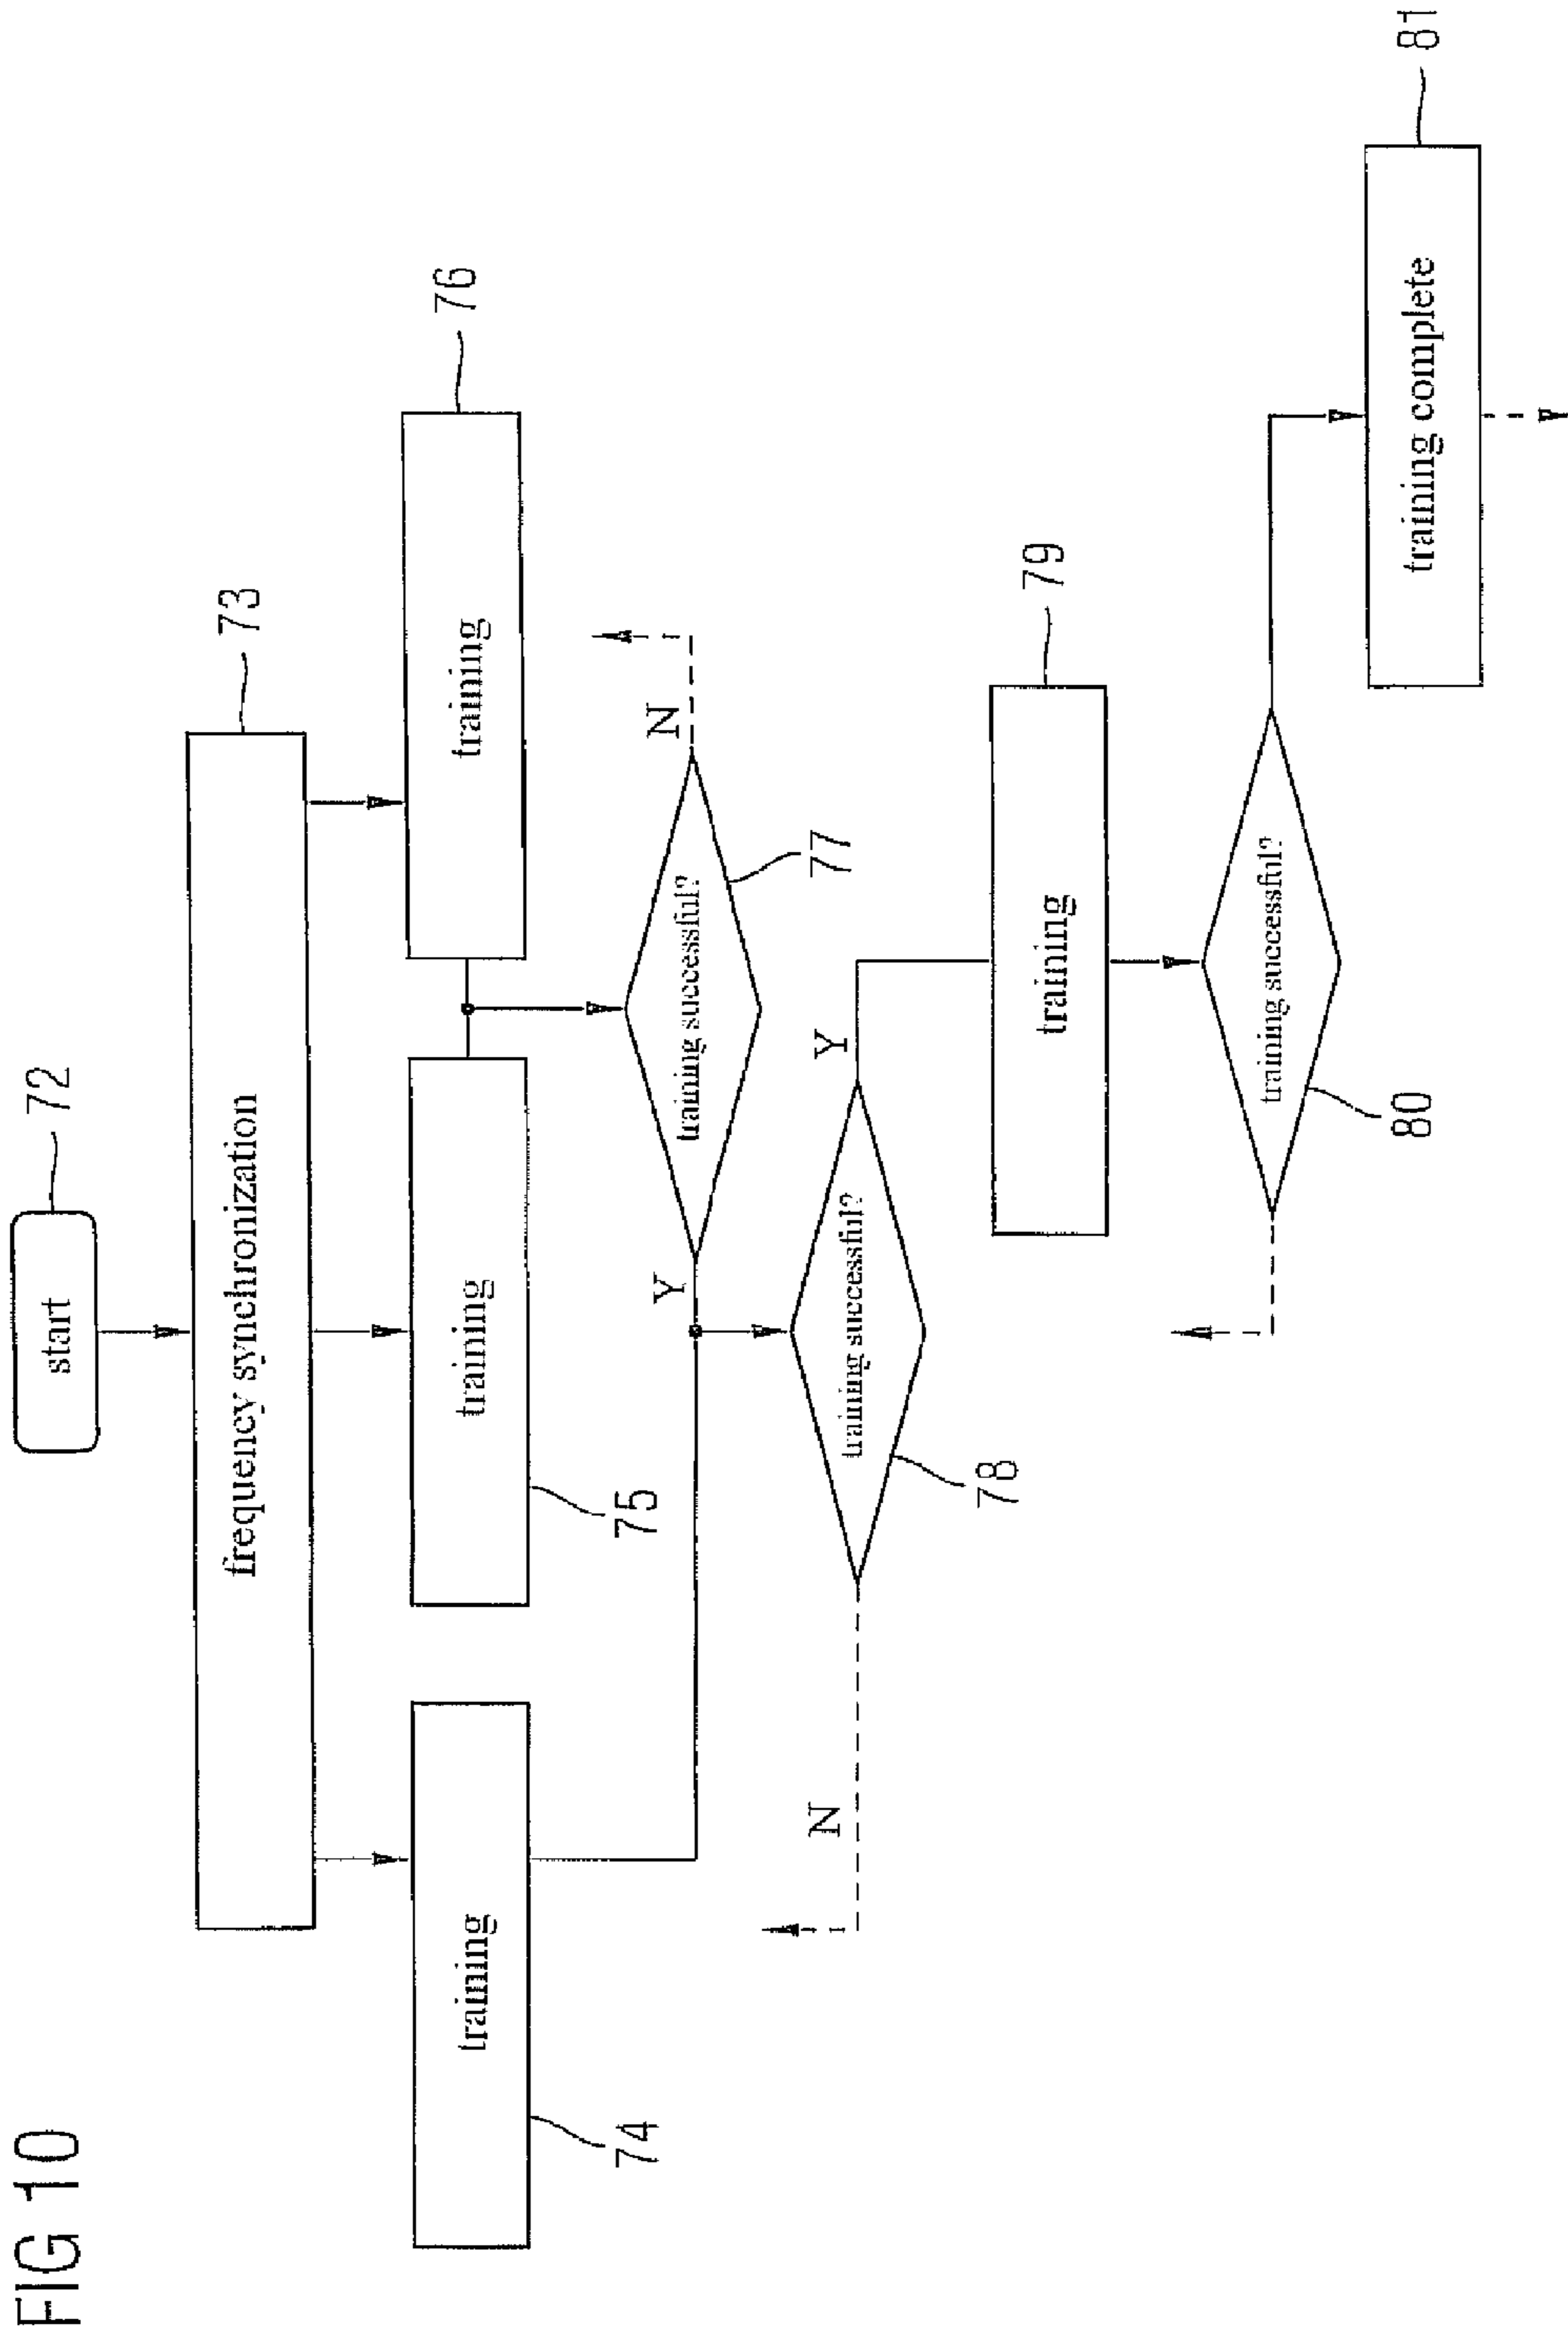 FIG 10
start
72
frequency synchronization
73
training
74
training
75
training
76
training successful?
77
Y
N
training successful?
78
N
Y
training
79
training successful?
80
training complete
81